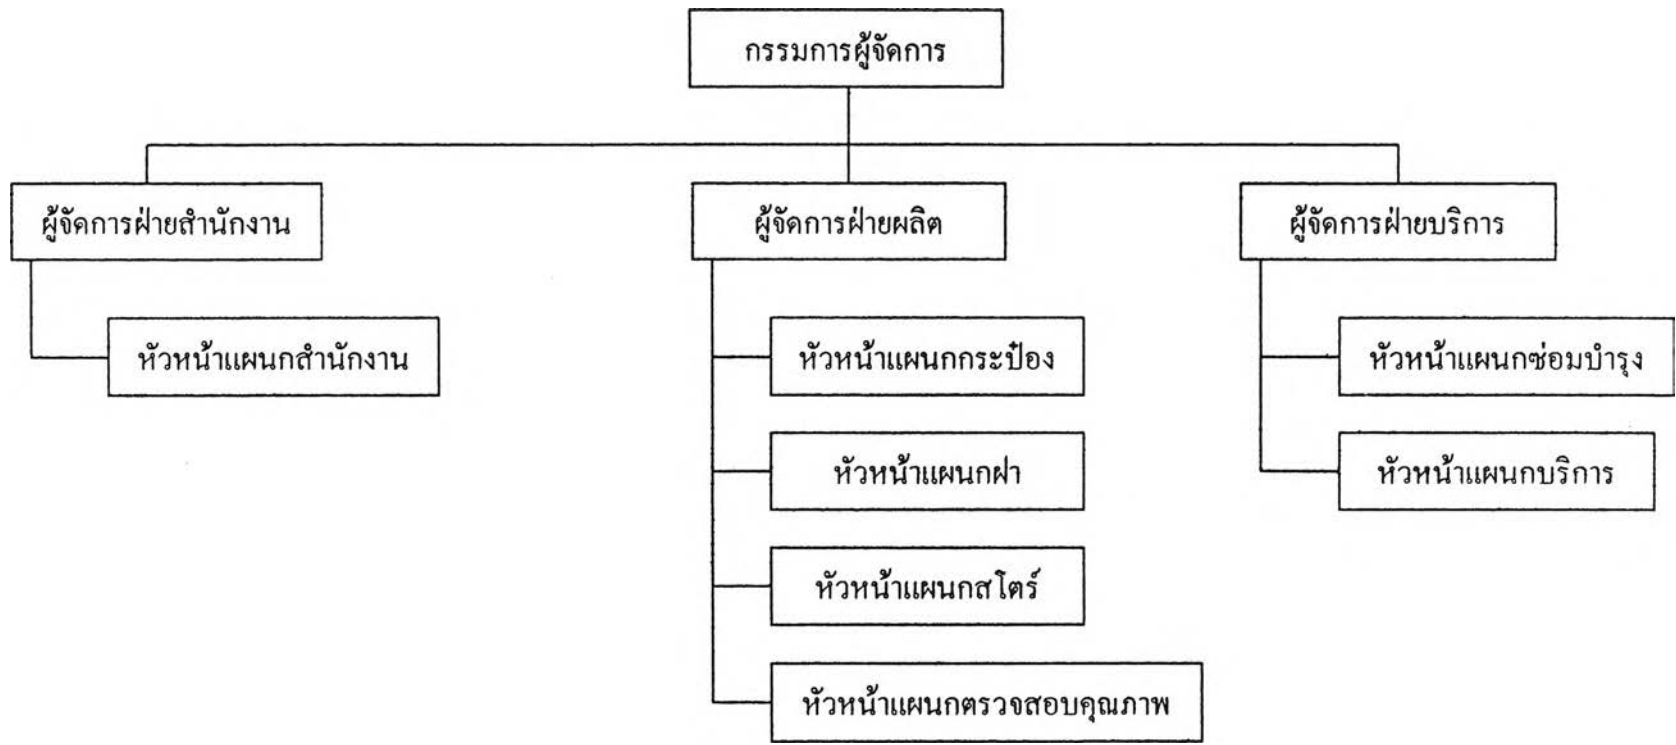 กรรมการผู้จัดการ
ผู้จัดการฝ่ายสำนักงาน
ผู้จัดการฝ่ายผลิต
ผู้จัดการฝ่ายบริการ
หัวหน้าแผนกสำนักงาน
หัวหน้าแผนกกระป๋อง
หัวหน้าแผนกซ่อมบำรุง
หัวหน้าแผนกฝา
หัวหน้าแผนกบริการ
หัวหน้าแผนกสโตร์
หัวหน้าแผนกตรวจสอบคุณภาพ